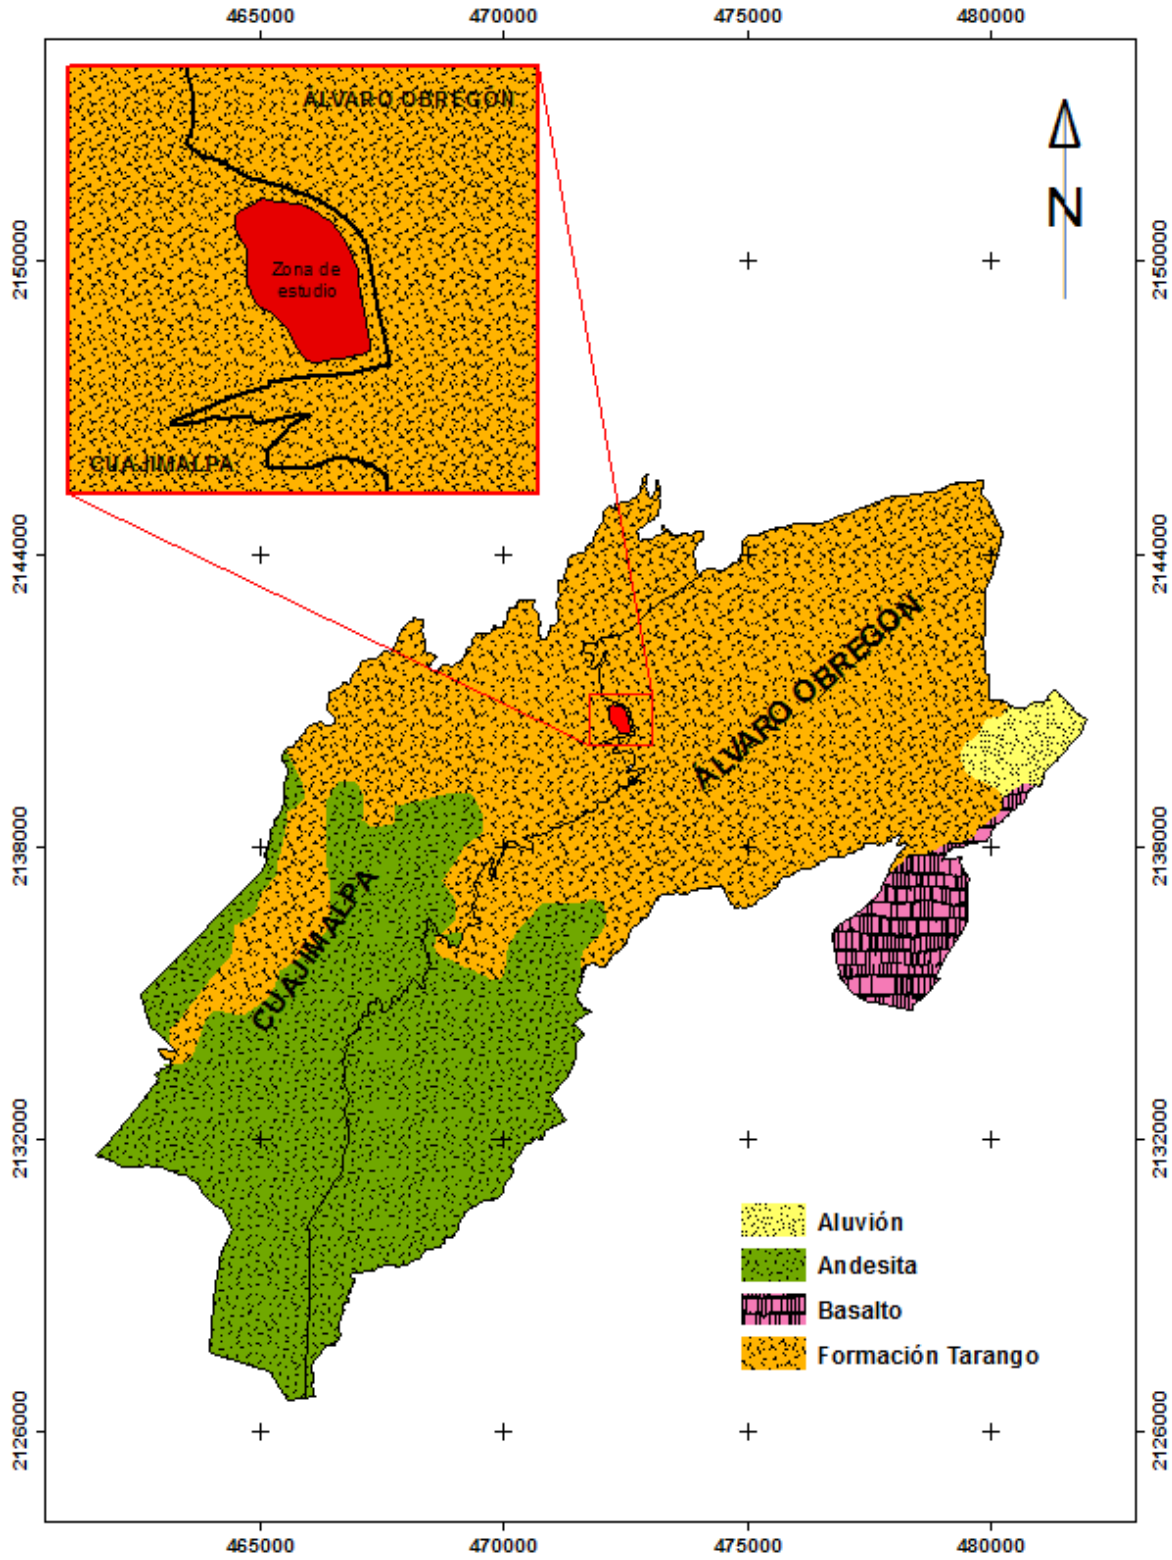 465000 470000 475000 480000
ÁLVARO OBREGÓN
Zona de
estudio
CUAJIMALPA
N
2150000 2150000
2144000 2144000
ÁLVARO OBREGÓN
2138000 2138000
CUAJIMALPA
2132000 2132000
Aluvión
Andesita
Basalto
Formación Tarango
2126000 2126000
465000 470000 475000 480000